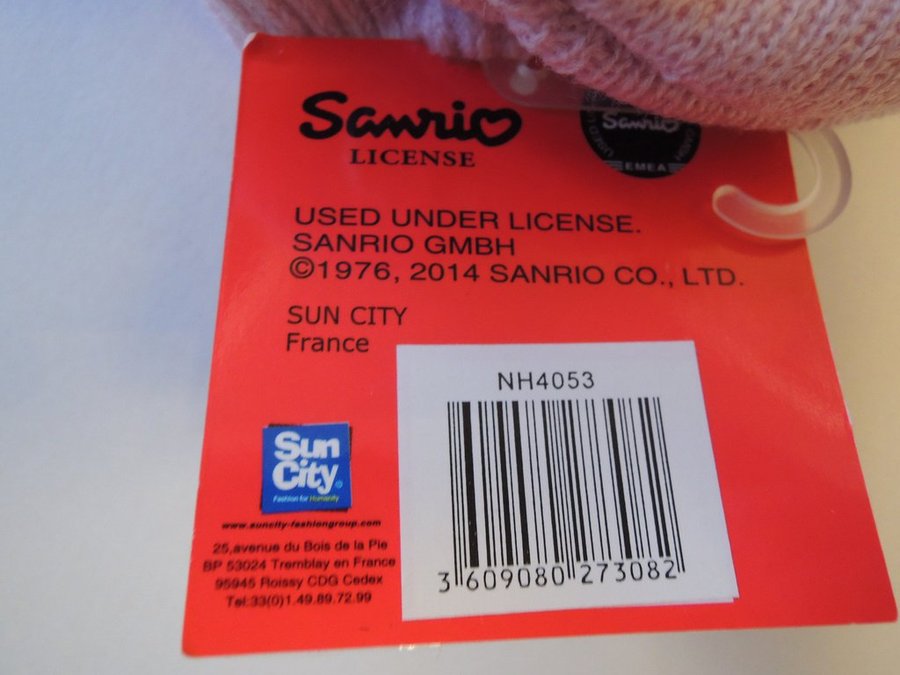 Sanrio
LICENSE
Sanrio
EMEA
USED UNDER LICENSE.
SANRIO GMBH
©1976, 2014 SANRIO CO., LTD.
SUN CITY
France
NH4053
3 609080 273082
Sun
City
Fashion for Humanity
www.suncity-fashiongroup.com
25,avenue du Bois de la Pie
BP 53024 Tremblay en France
95945 Roissy CDG Cedex
Tel:33(0)1.49.89.72.99